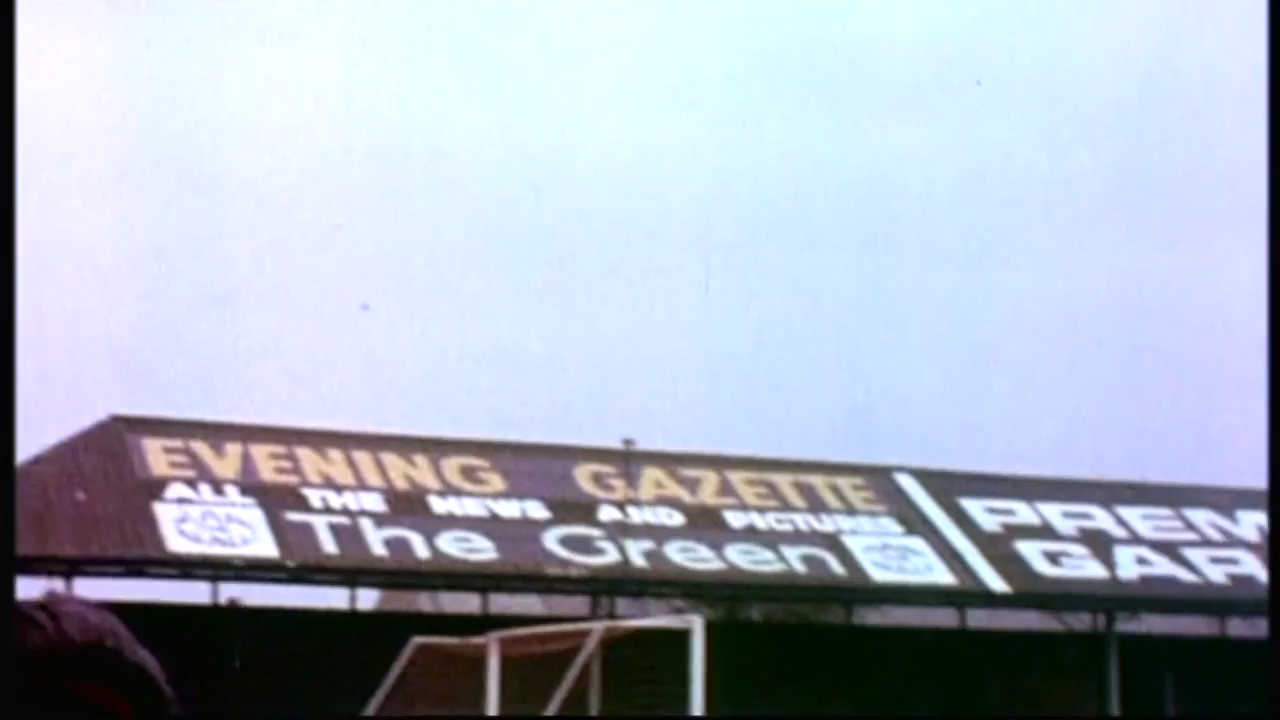 EVENING GAZETTE
ALL THE NEWS AND PICTURES
The Green
PREM
GAR